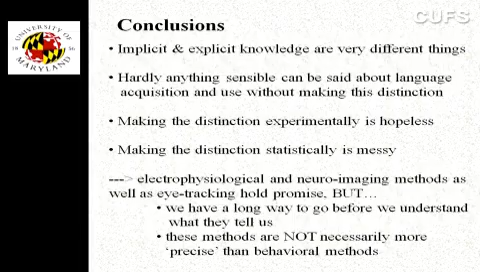 CUFS
Conclusions
UNIVERSITY OF
18 56
MARYLAND
• Implicit & explicit knowledge are very different things
• Hardly anything sensible can be said about language
acquisition and use without making this distinction
• Making the distinction experimentally is hopeless
• Making the distinction statistically is messy
---> electrophysiological and neuro-imaging methods as
well as eye-tracking hold promise, BUT…
• we have a long way to go before we understand
what they tell us
• these methods are NOT necessarily more
‘precise’ than behavioral methods